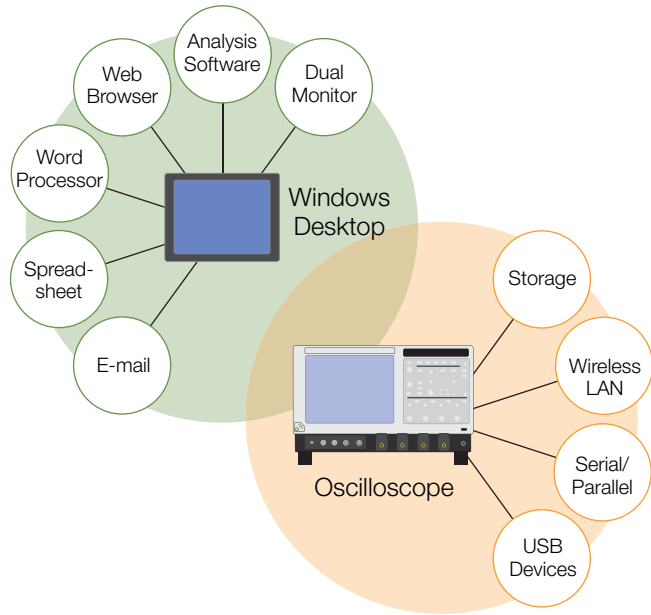 Analysis
Software
Web
Browser
Dual
Monitor
Word
Processor
Windows
Desktop
Spread-
sheet
Storage
E-mail
Wireless
LAN
Oscilloscope
Serial/
Parallel
USB
Devices